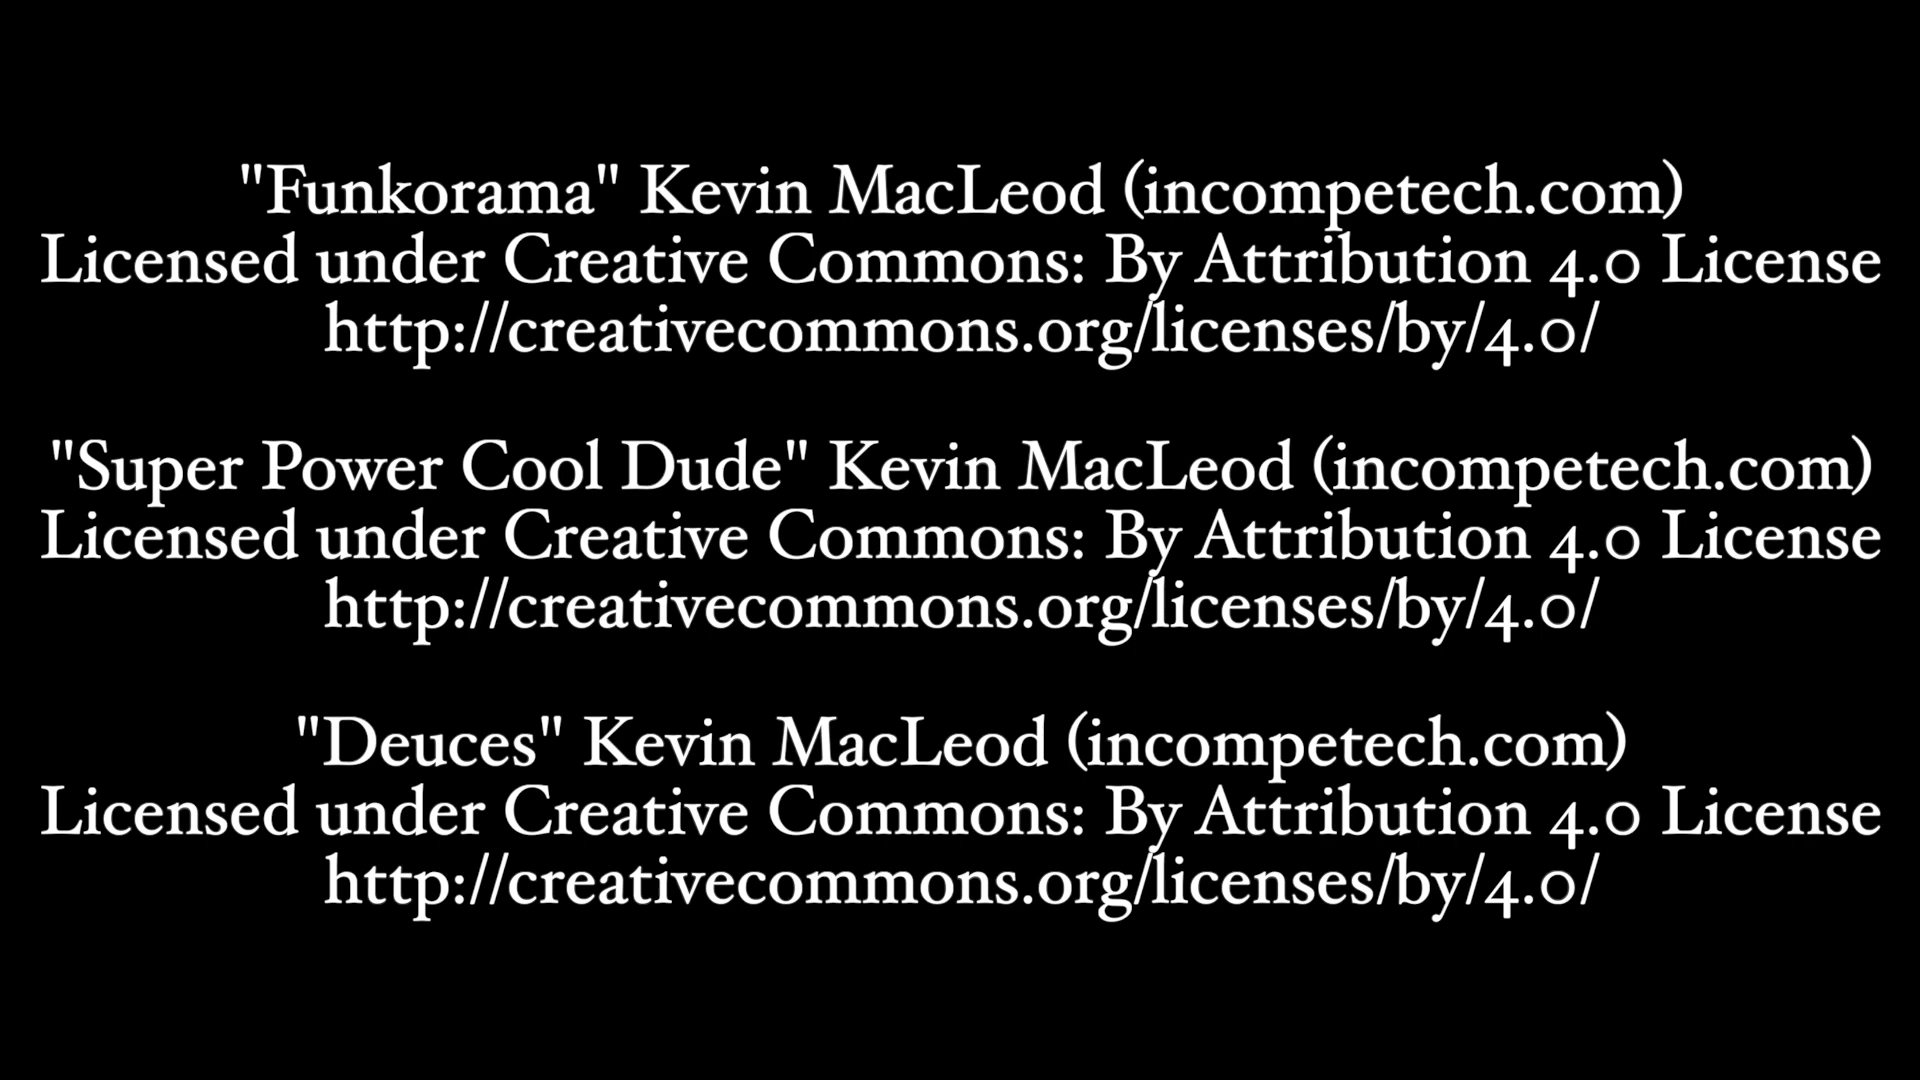 "Funkorama" Kevin MacLeod (incompetech.com)
Licensed under Creative Commons: By Attribution 4.0 License
http://creativecommons.org/licenses/by/4.0/
"Super Power Cool Dude" Kevin MacLeod (incompetech.com)
Licensed under Creative Commons: By Attribution 4.0 License
http://creativecommons.org/licenses/by/4.0/
"Deuces" Kevin MacLeod (incompetech.com)
Licensed under Creative Commons: By Attribution 4.0 License
http://creativecommons.org/licenses/by/4.0/